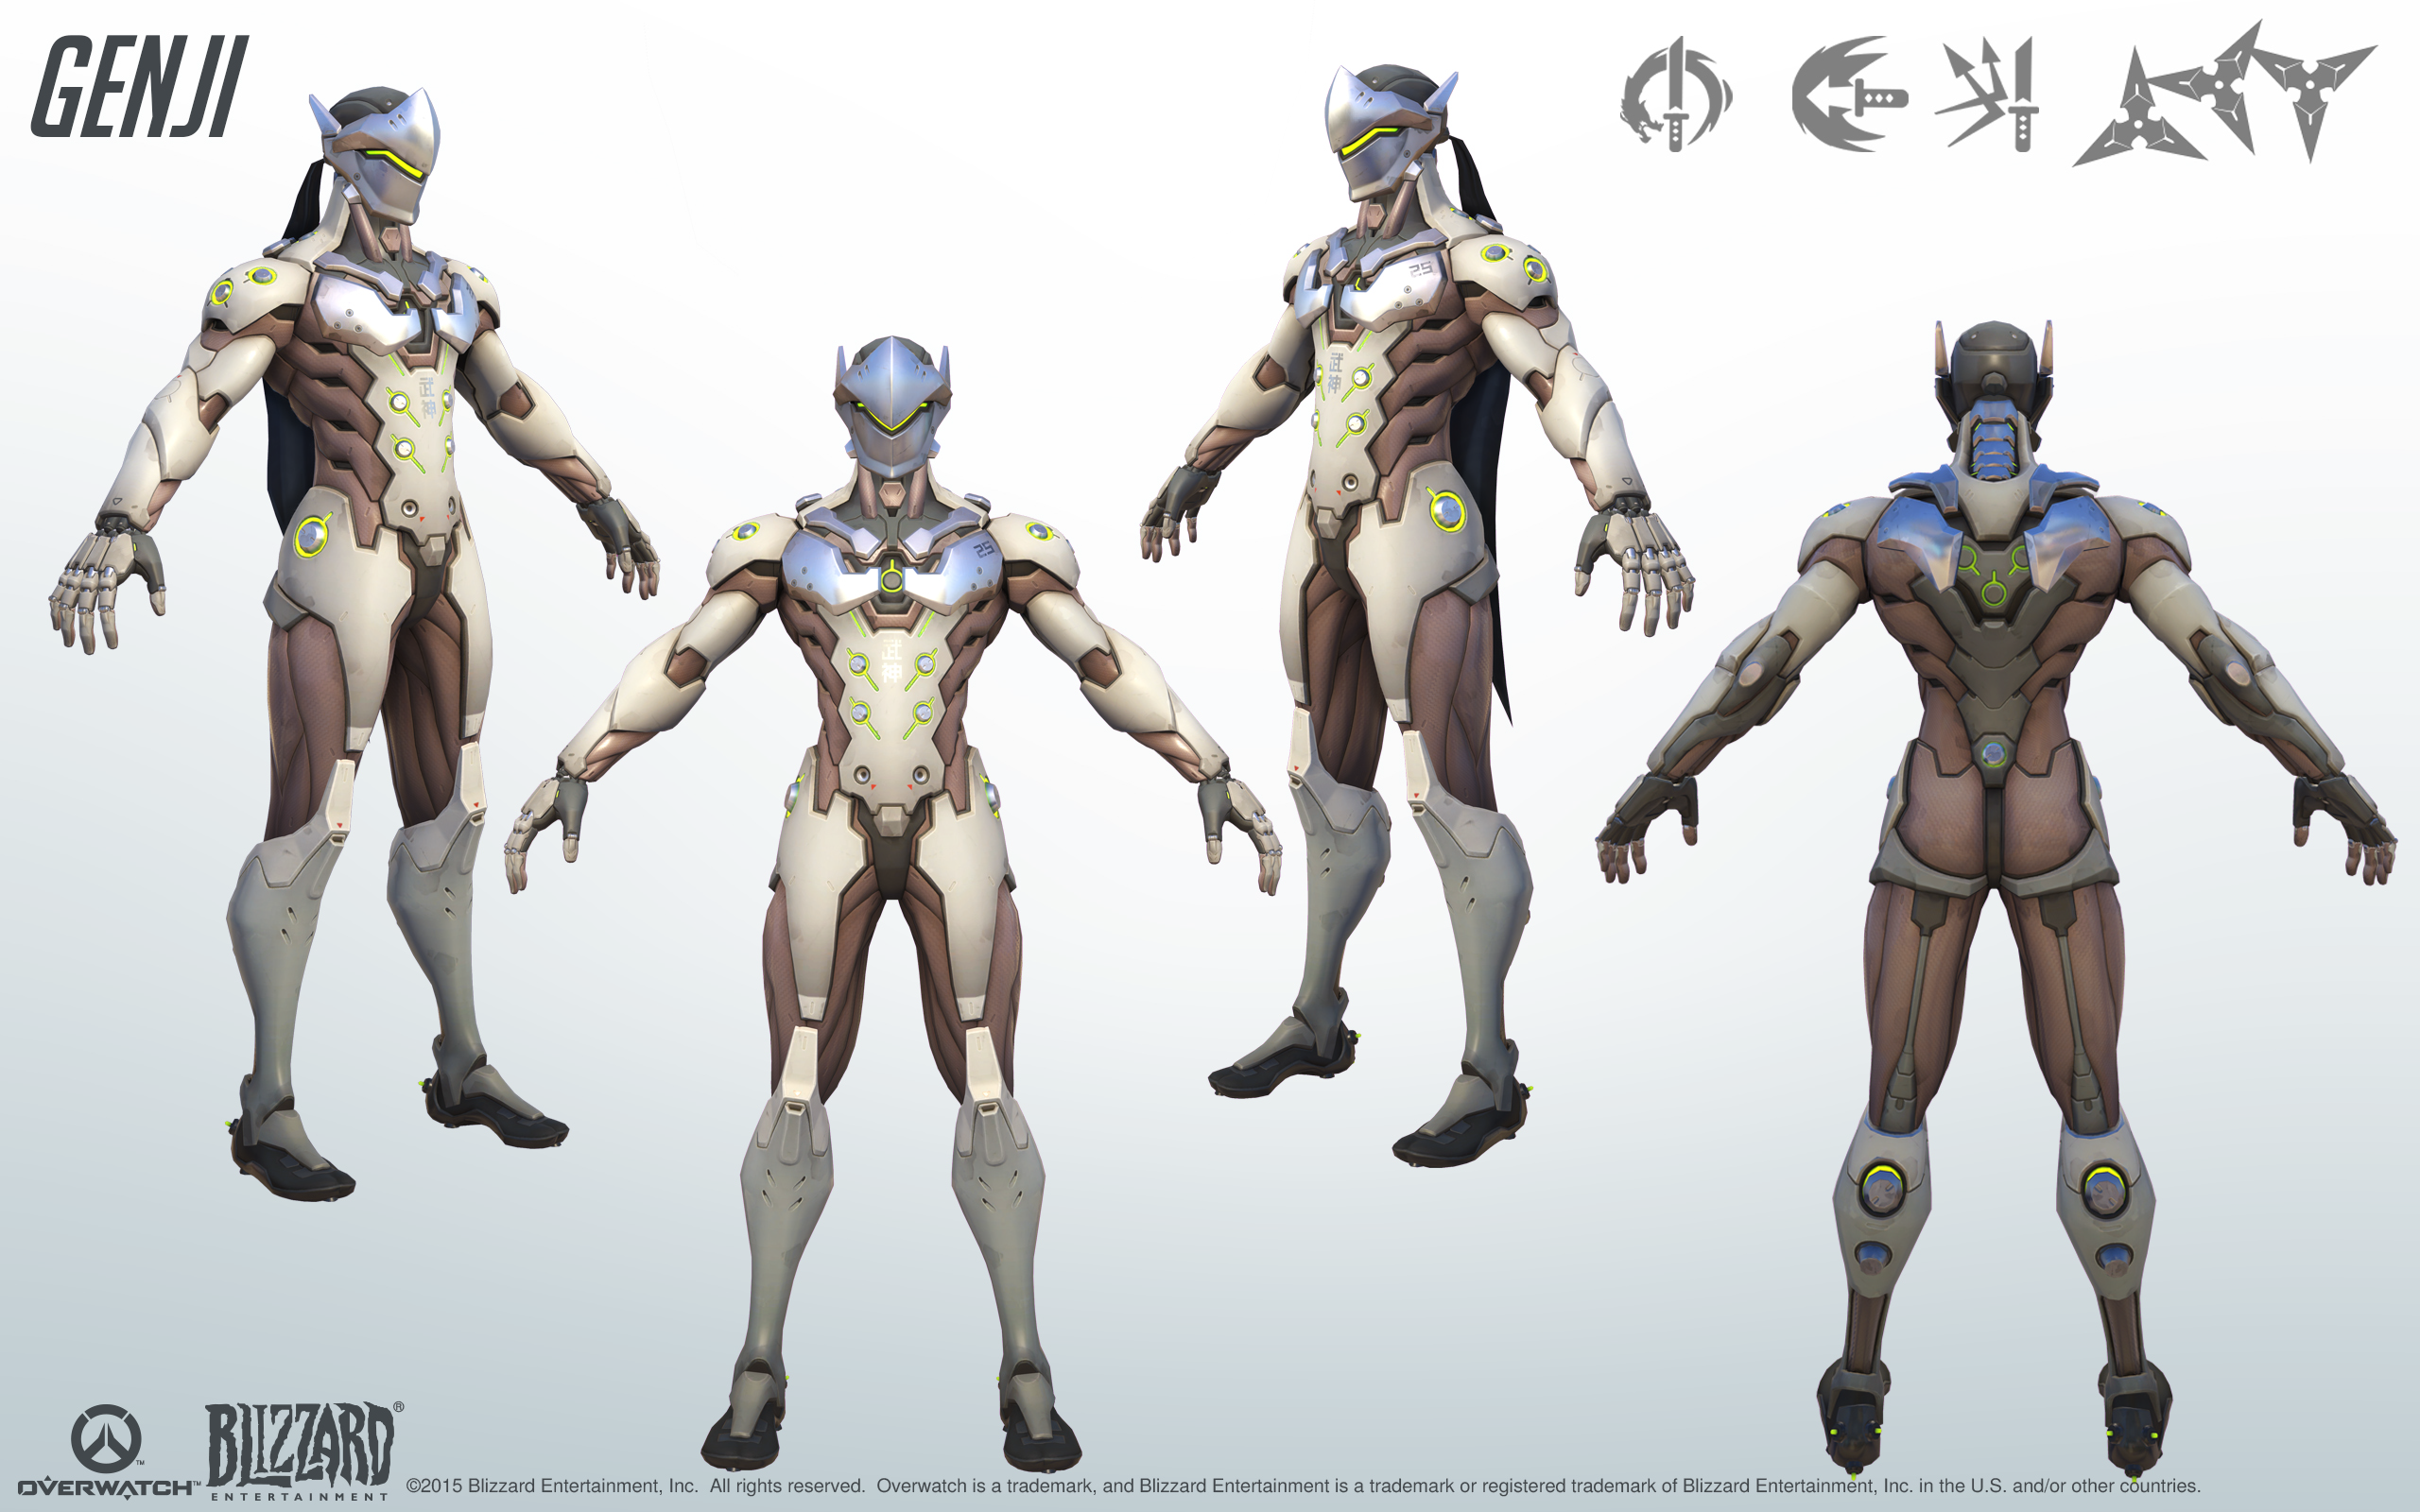 GENJI
25
武神
25
武神
武神
OVERWATCH™
BLIZZARD®
ENTERTAINMENT
©2015 Blizzard Entertainment, Inc. All rights reserved. Overwatch is a trademark, and Blizzard Entertainment is a trademark or registered trademark of Blizzard Entertainment, Inc. in the U.S. and/or other countries.